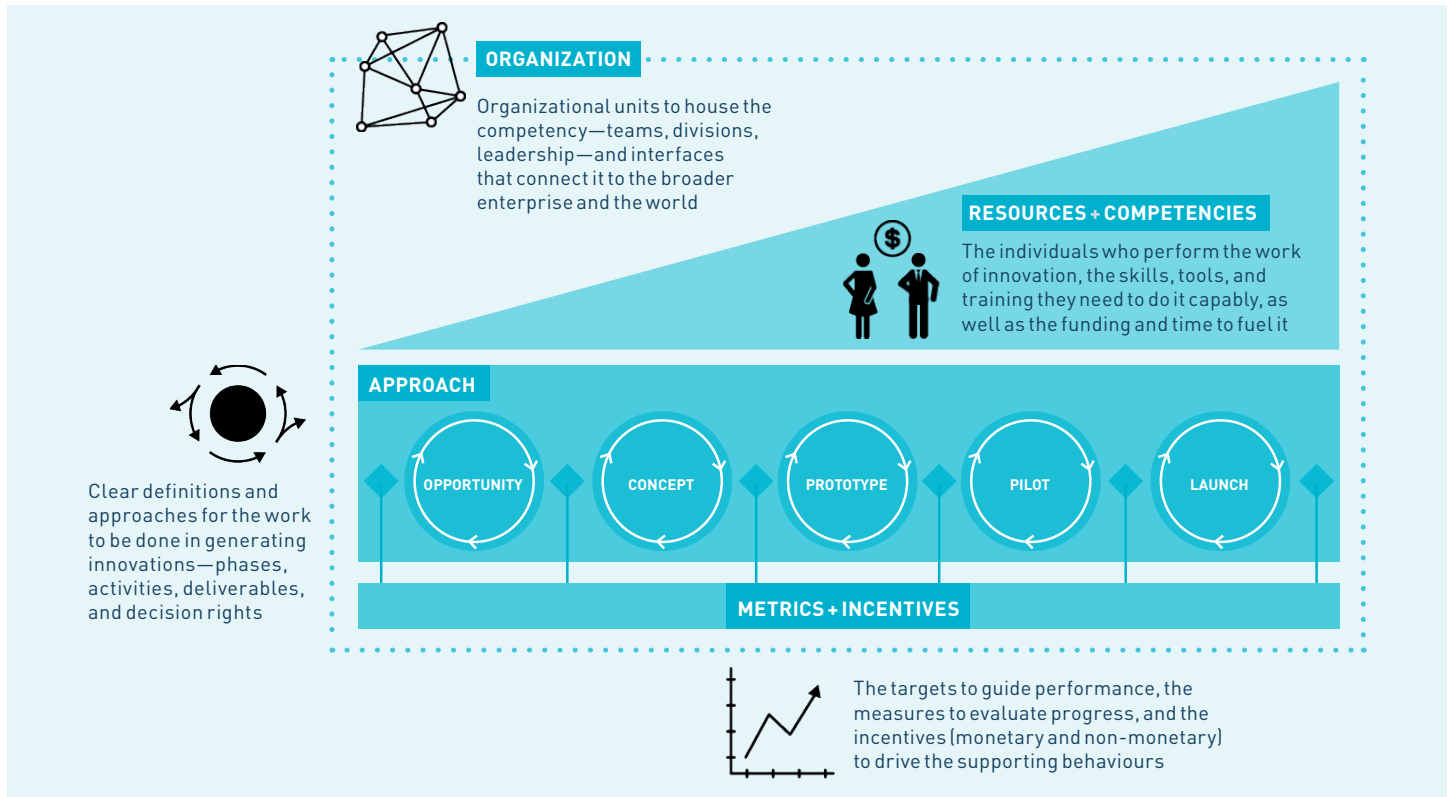 ORGANIZATION
Organizational units to house the
competency—teams, divisions,
leadership—and interfaces
that connect it to the broader
enterprise and the world
$
RESOURCES + COMPETENCIES
The individuals who perform the work
of innovation, the skills, tools, and
training they need to do it capably, as
well as the funding and time to fuel it
APPROACH
OPPORTUNITY
CONCEPT
PROTOTYPE
PILOT
LAUNCH
Clear definitions and
approaches for the work
to be done in generating
innovations—phases,
activities, deliverables,
and decision rights
METRICS + INCENTIVES
The targets to guide performance, the
measures to evaluate progress, and the
incentives (monetary and non-monetary)
to drive the supporting behaviours